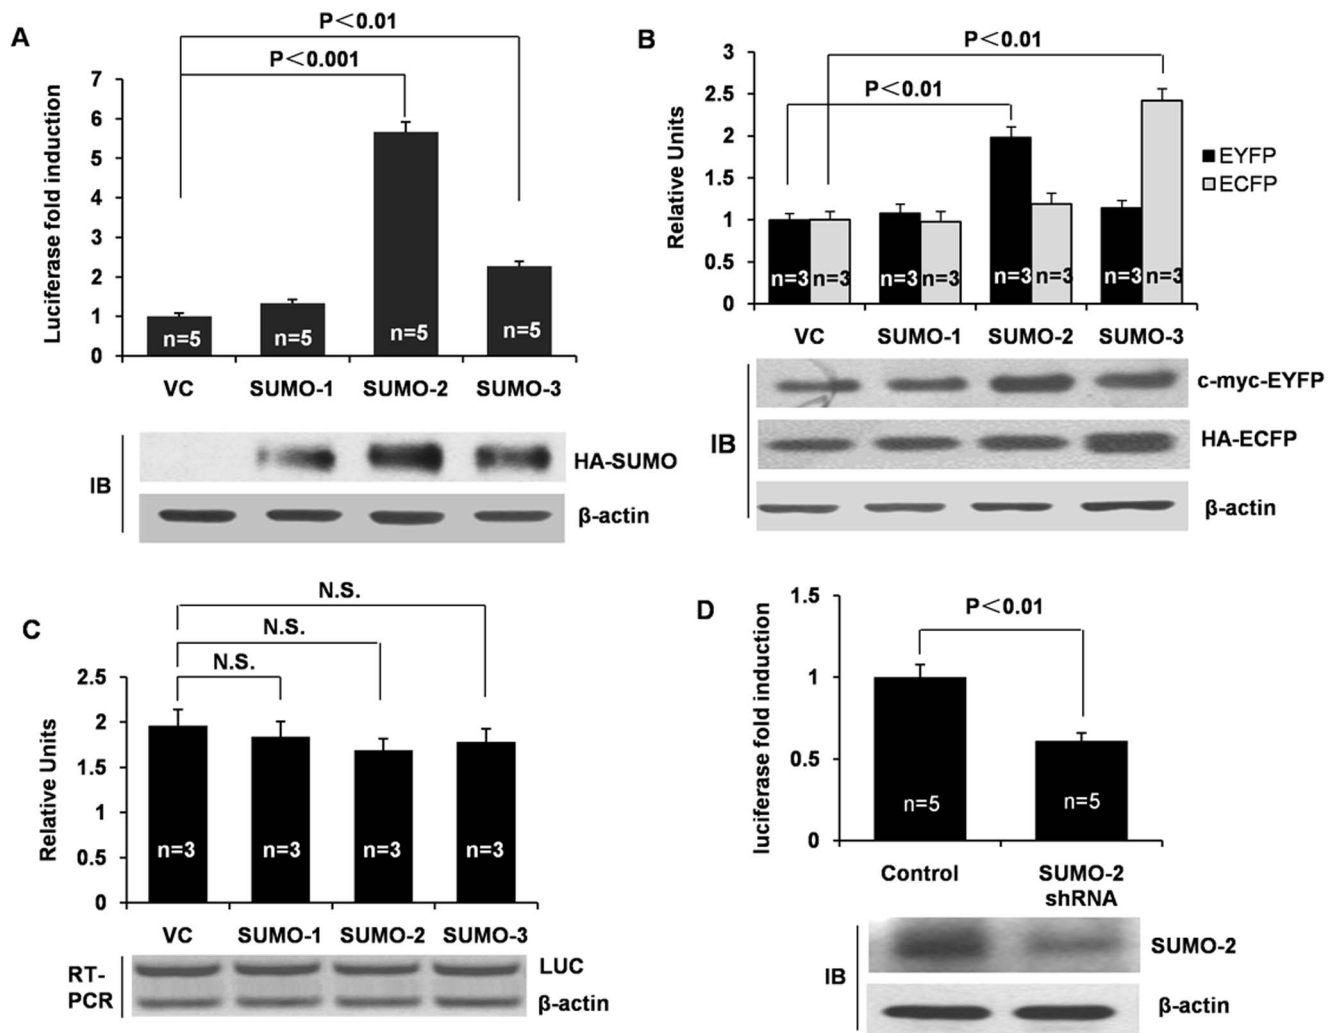 A
P<0.01
P<0.001
Luciferase fold induction
7
6
5
4
3
2
1
0
n=5
n=5
n=5
n=5
VC
SUMO-1
SUMO-2
SUMO-3
IB
HA-SUMO
β-actin
B
P<0.01
P<0.01
Relative Units
3
2.5
2
1.5
1
0.5
0
n=3
n=3
n=3
n=3
n=3
n=3
n=3
n=3
EYFP
ECFP
VC
SUMO-1
SUMO-2
SUMO-3
IB
c-myc-EYFP
HA-ECFP
β-actin
C
N.S.
N.S.
N.S.
Relative Units
2.5
2
1.5
1
0.5
0
n=3
n=3
n=3
n=3
VC
SUMO-1
SUMO-2
SUMO-3
RT-
PCR
LUC
β-actin
D
P<0.01
luciferase fold induction
1.5
1
0.5
0
n=5
n=5
Control
SUMO-2
shRNA
IB
SUMO-2
β-actin